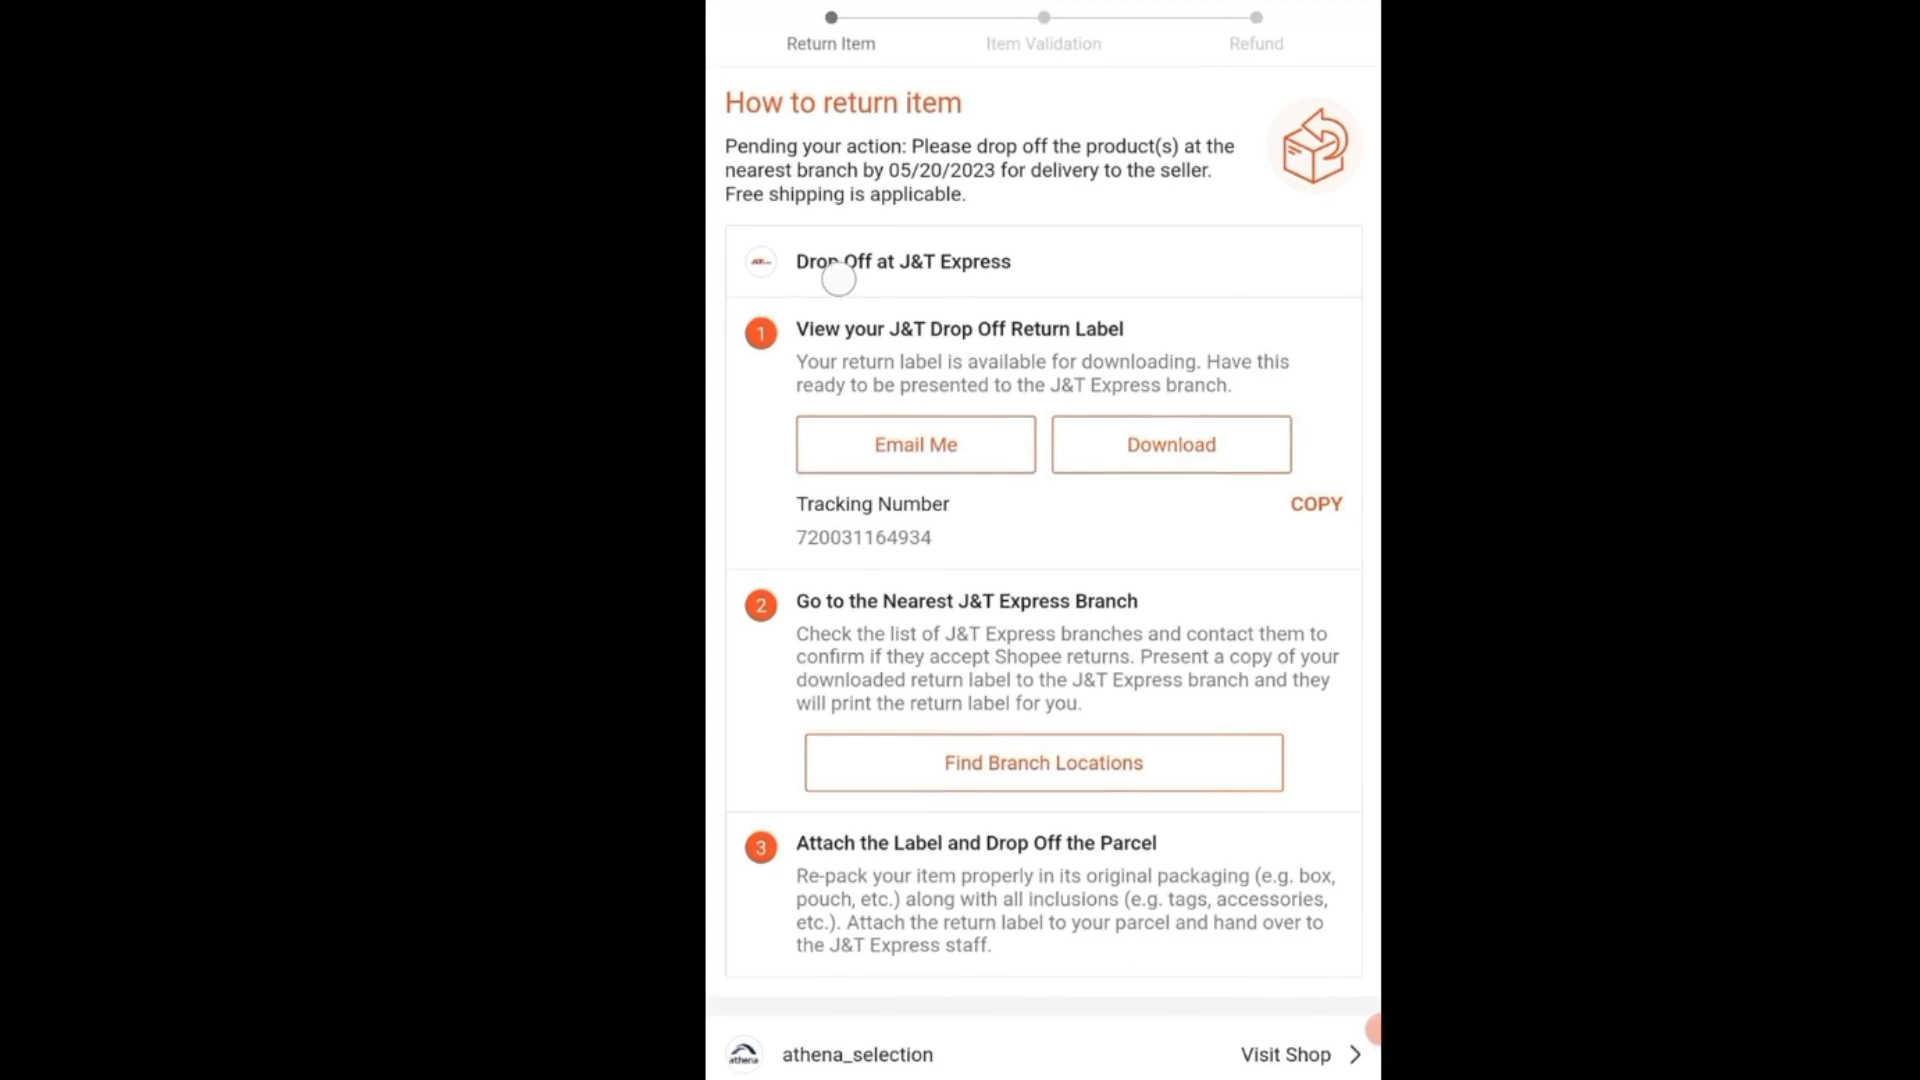 Return Item
Item Validation
Refund
How to return item
Pending your action: Please drop off the product(s) at the
nearest branch by 05/20/2023 for delivery to the seller.
Free shipping is applicable.
Drop Off at J&T Express
1
View your J&T Drop Off Return Label
Your return label is available for downloading. Have this
ready to be presented to the J&T Express branch.
Email Me
Download
Tracking Number
COPY
720031164934
2
Go to the Nearest J&T Express Branch
Check the list of J&T Express branches and contact them to
confirm if they accept Shopee returns. Present a copy of your
downloaded return label to the J&T Express branch and they
will print the return label for you.
Find Branch Locations
3
Attach the Label and Drop Off the Parcel
Re-pack your item properly in its original packaging (e.g. box,
pouch, etc.) along with all inclusions (e.g. tags, accessories,
etc.). Attach the return label to your parcel and hand over to
the J&T Express staff.
athena
athena_selection
Visit Shop